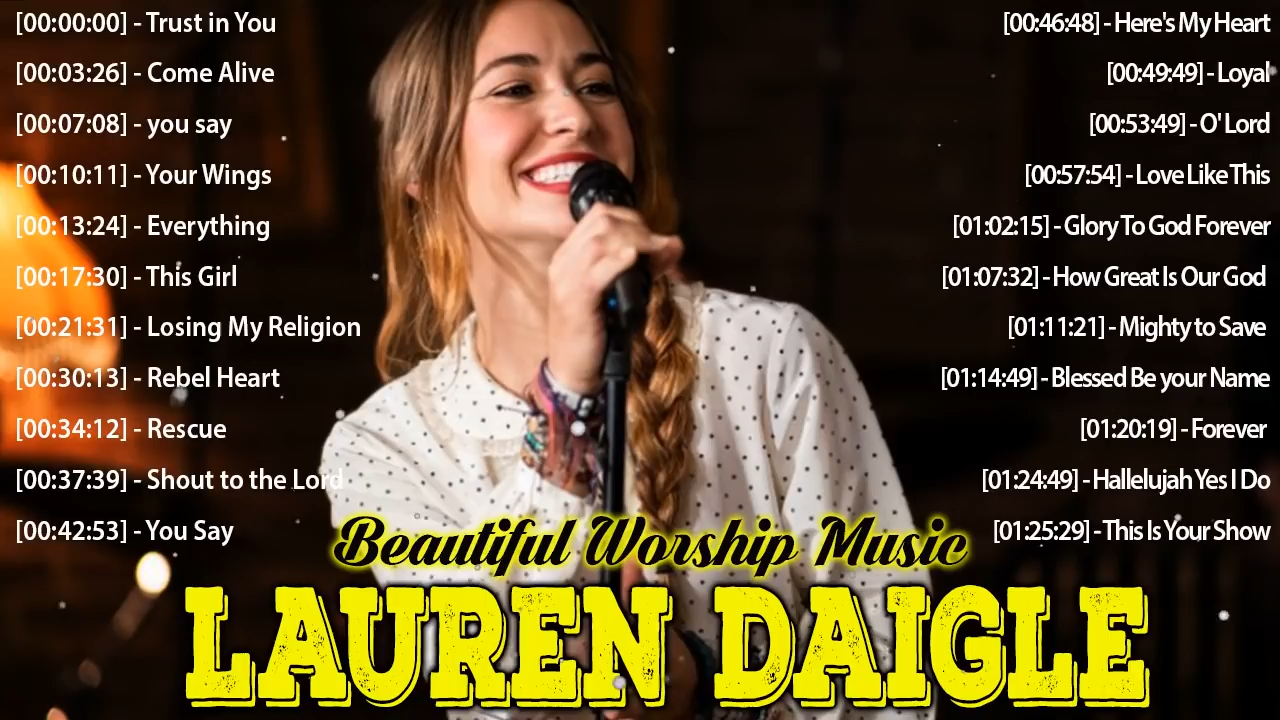 [00:00:00] - Trust in You
[00:03:26] - Come Alive
[00:07:08] - you say
[00:10:11] - Your Wings
[00:13:24] - Everything
[00:17:30] - This Girl
[00:21:31] - Losing My Religion
[00:30:13] - Rebel Heart
[00:34:12] - Rescue
[00:37:39] - Shout to the Lord
[00:42:53] - You Say
[00:46:48] - Here's My Heart
[00:49:49] - Loyal
[00:53:49] - O' Lord
[00:57:54] - Love Like This
[01:02:15] - Glory To God Forever
[01:07:32] - How Great Is Our God
[01:11:21] - Mighty to Save
[01:14:49] - Blessed Be your Name
[01:20:19] - Forever
[01:24:49] - Hallelujah Yes I Do
[01:25:29] - This Is Your Show
Beautiful Worship Music
LAUREN DAIGLE